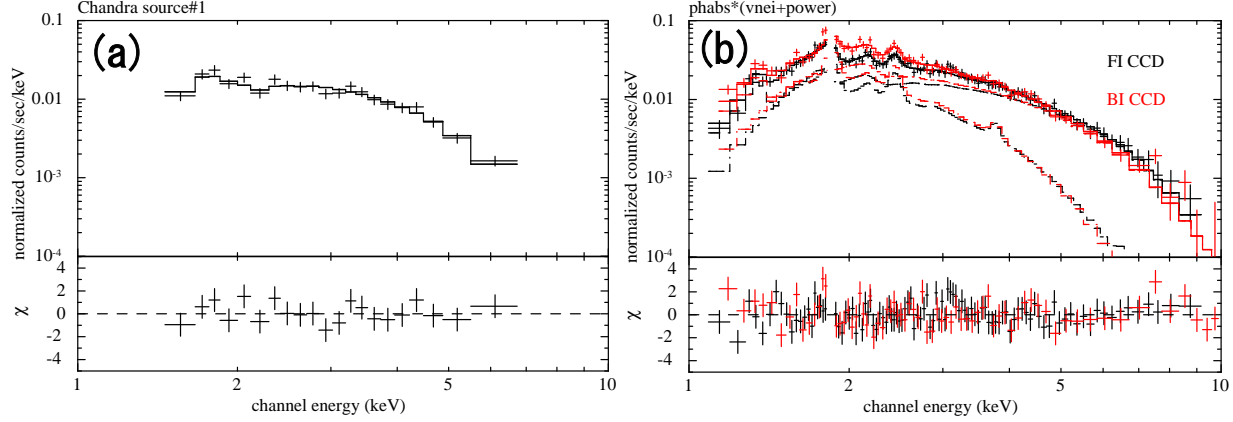 Chandra source#1
(a)
normalized counts/sec/keV
0.1
0.01
10-3
10-4
χ
4
2
0
-2
-4
1
2
5
10
channel energy (keV)
phabs*(vnei+power)
(b)
FI CCD
BI CCD
normalized counts/sec/keV
0.1
0.01
10-3
10-4
χ
4
2
0
-2
-4
1
2
5
10
channel energy (keV)